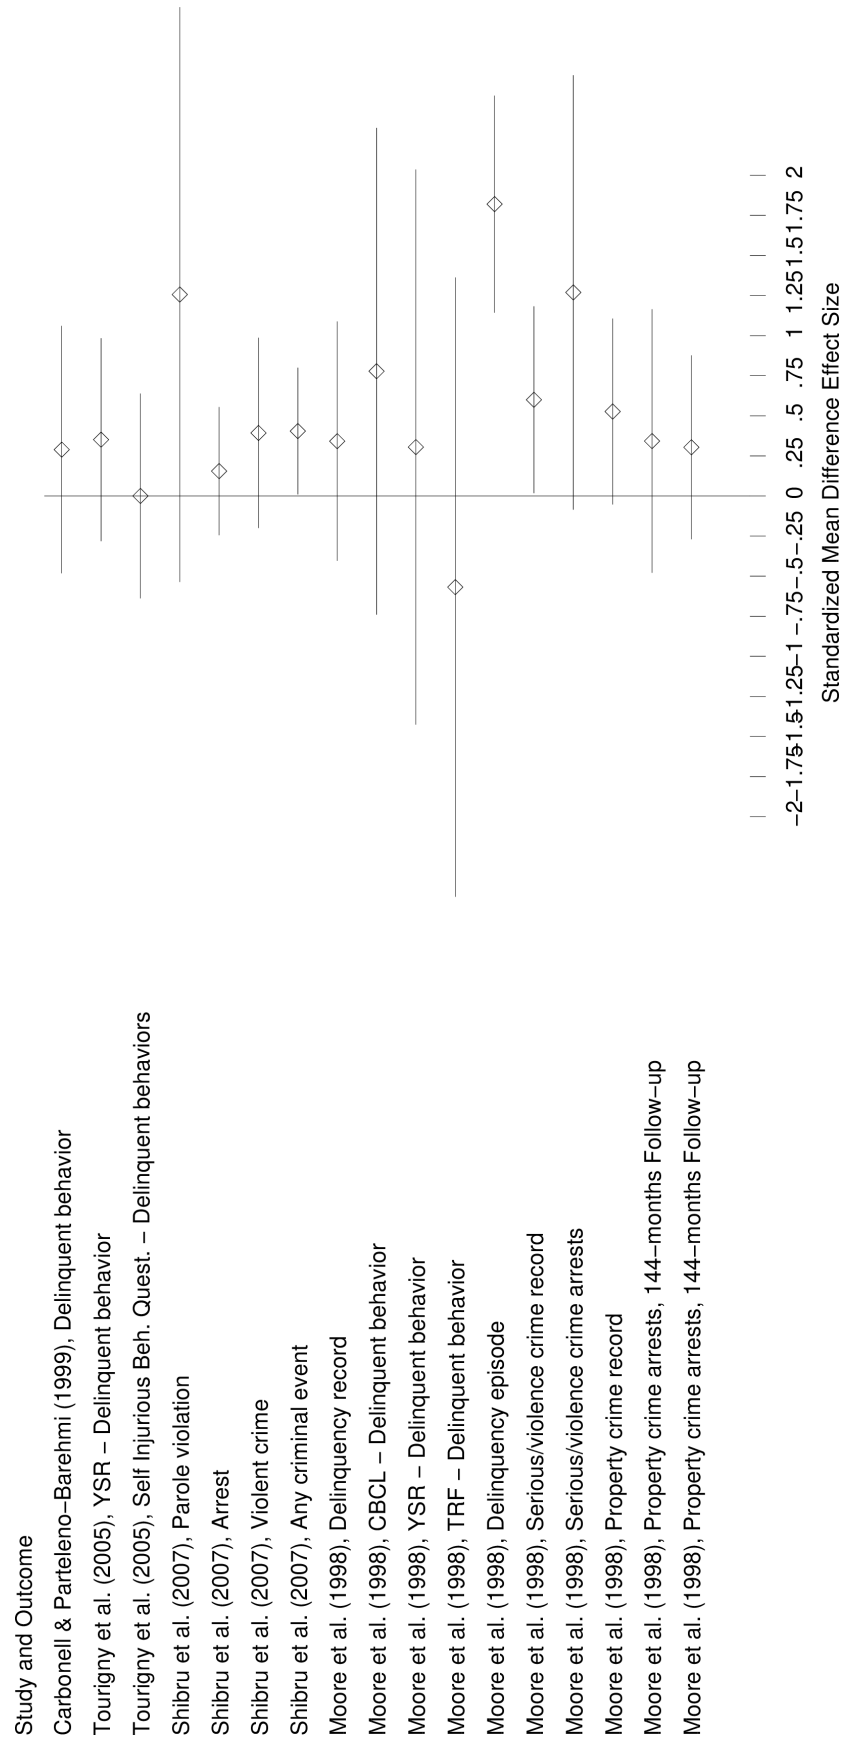 Study and Outcome
Carbonell & Parteleno−Barehmi (1999), Delinquent behavior
Tourigny et al. (2005), YSR − Delinquent behavior
Tourigny et al. (2005), Self Injurious Beh. Quest. − Delinquent behaviors
Shibru et al. (2007), Parole violation
Shibru et al. (2007), Arrest
Shibru et al. (2007), Violent crime
Shibru et al. (2007), Any criminal event
Moore et al. (1998), Delinquency record
Moore et al. (1998), CBCL − Delinquent behavior
Moore et al. (1998), YSR − Delinquent behavior
Moore et al. (1998), TRF − Delinquent behavior
Moore et al. (1998), Delinquency episode
Moore et al. (1998), Serious/violence crime record
Moore et al. (1998), Serious/violence crime arrests
Moore et al. (1998), Property crime record
Moore et al. (1998), Property crime arrests, 144−months Follow−up
Moore et al. (1998), Property crime arrests, 144−months Follow−up
−2 −1.75 −1.5 −1.25 −1 −.75 −.5 −.25 0 .25 .5 .75 1 1.25 1.5 1.75 2
Standardized Mean Difference Effect Size